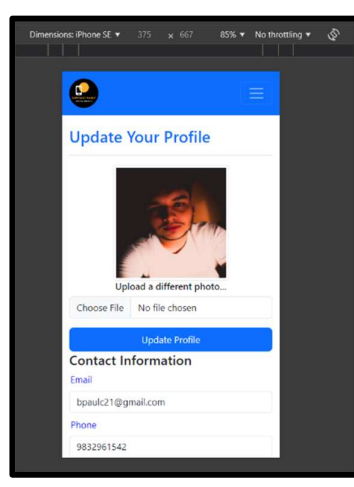 Dimensions: iPhone SE ▼ 375 × 667 85% ▼ No throttling ▼
Update Your Profile
Upload a different photo...
Choose File No file chosen
Update Profile
Contact Information
Email
bpaulc21@gmail.com
Phone
9832961542